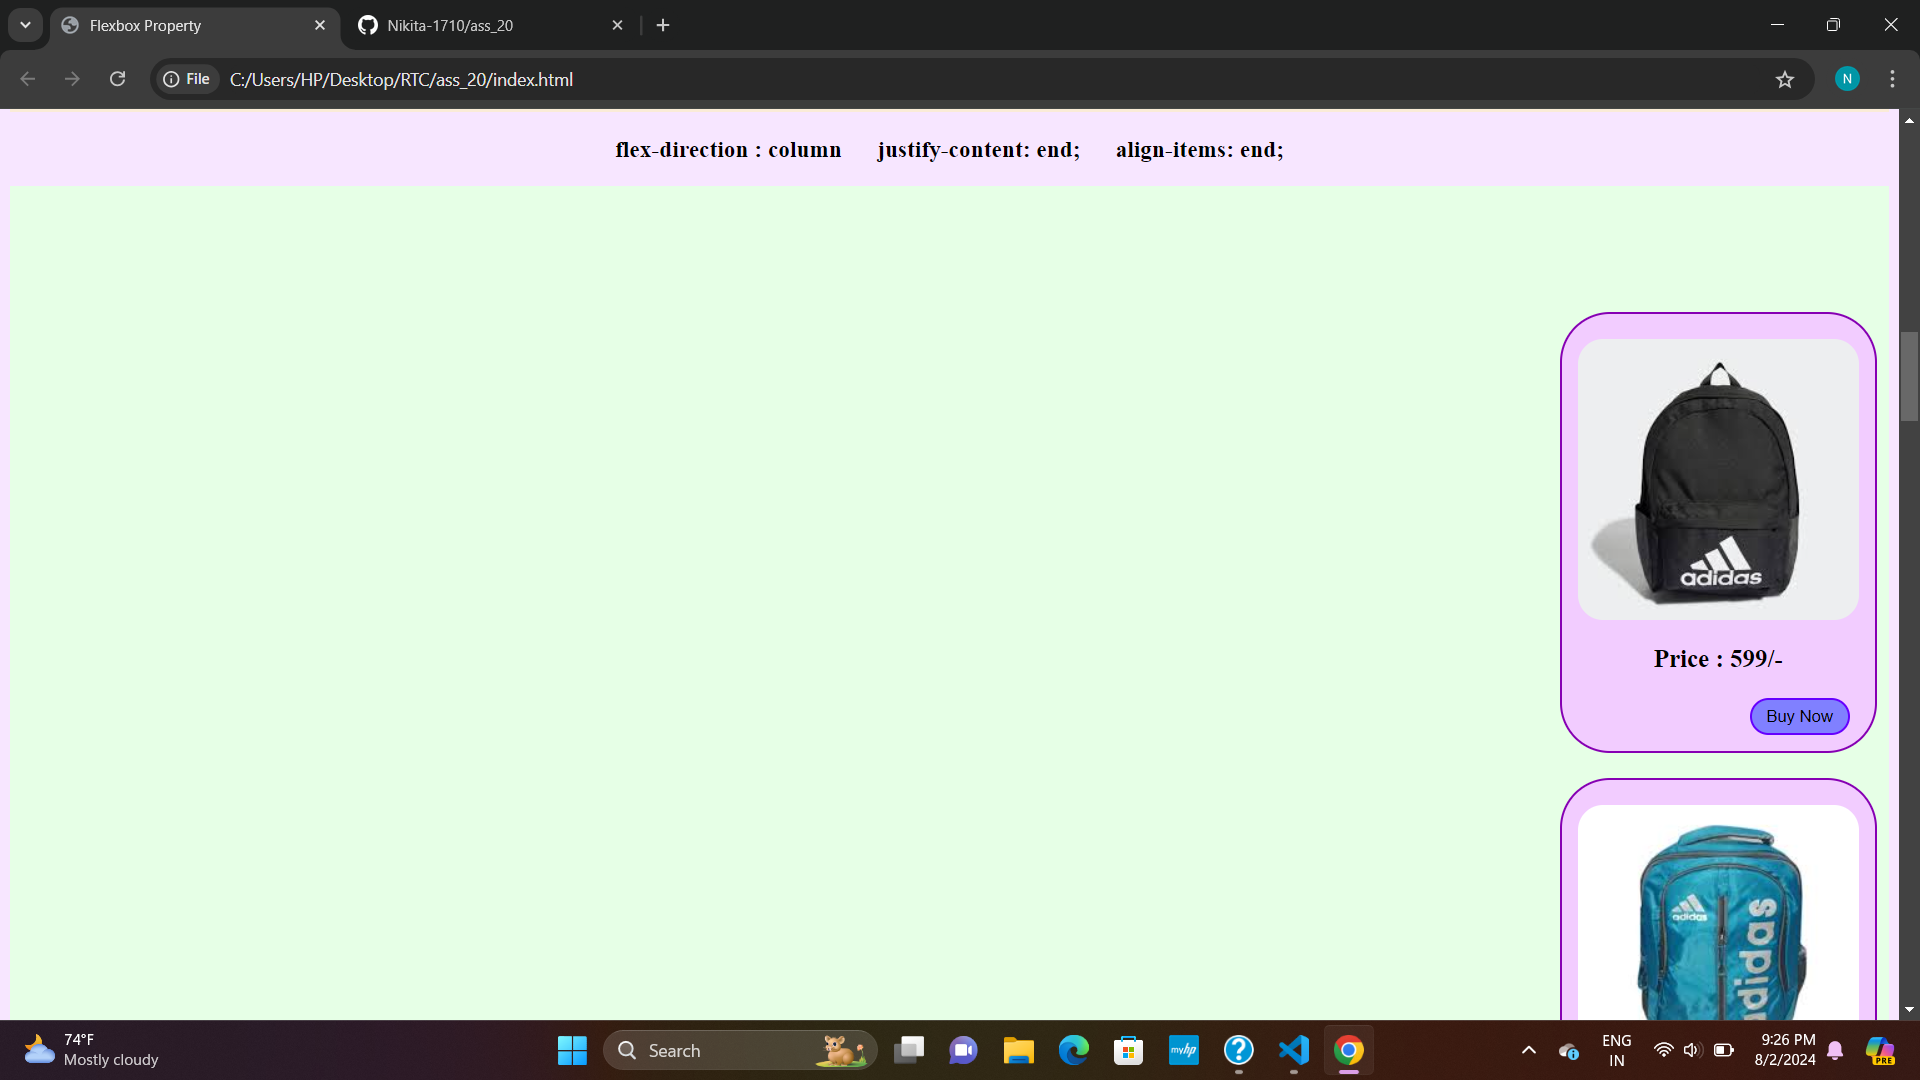 Flexbox Property
Nikita-1710/ass_20
File
C:/Users/HP/Desktop/RTC/ass_20/index.html
N
flex-direction : column justify-content: end; align-items: end;
adidas
Price : 599/-
Buy Now
adidas
adidas
74°F
Mostly cloudy
Search
myhp
ENG
IN
9:26 PM
8/2/2024
PRE